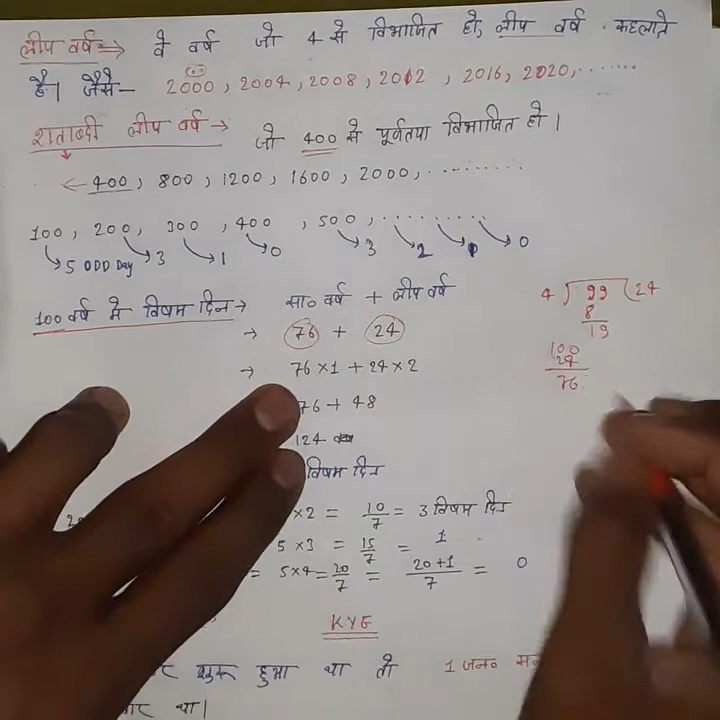 लीप वर्ष⇒ वे वर्ष जो 4 से विभाजित हो, लीप वर्ष कहलाते
है। जैसे- 2000, 2004, 2008, 2012, 2016, 2020,.......
शताब्दी लीप वर्ष → जो 400 से पूर्णतया विभाजित हो।
← 400, 800, 1200, 1600, 2000,..........
100, 200, 300, 400, 500,..........
5 ODD Day 3 1 0 3 2 0
100 वर्ष मे विषम दिन → सा० वर्ष + लीप वर्ष
→ 76 + 24
→ 76×1 + 24×2
76 + 48
124
विषम दिन
×2 = 10/7 = 3 विषम दिन
5×3 = 15/7 = 1
= 5×4 = 20/7 = 20+1/7 = 0
4) 99 (24
8
19
100
24
76
KYE
शुरू हुआ था तो 1 जन०
था।